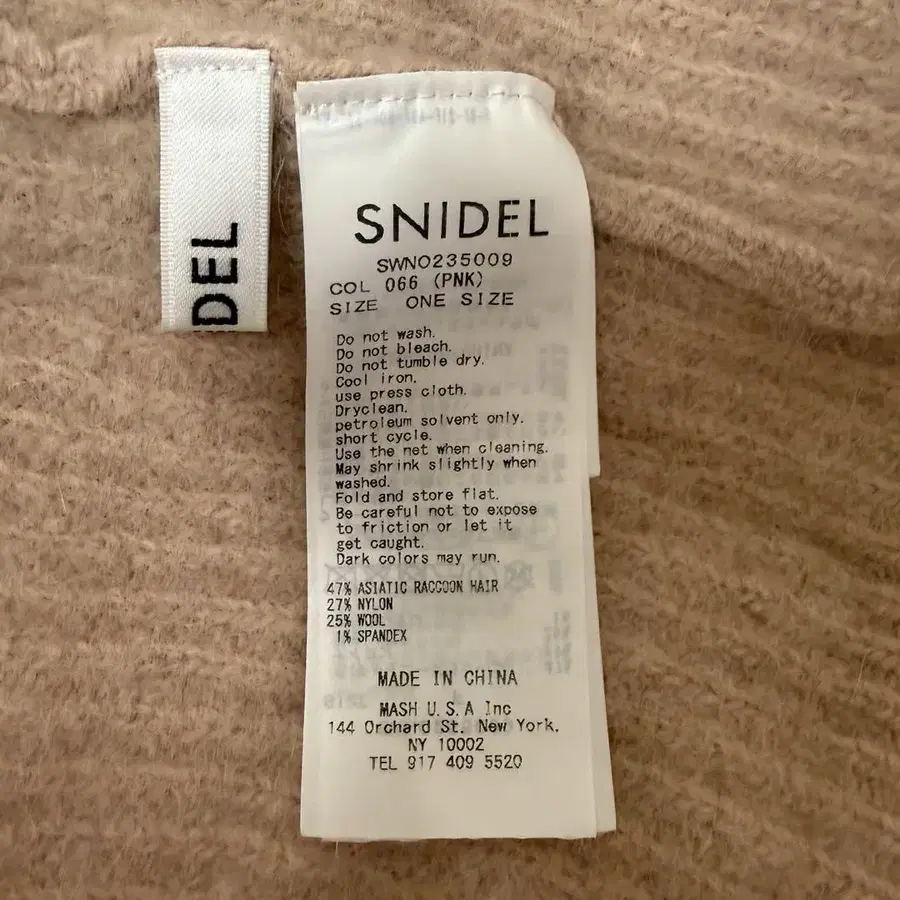 DEL
SNIDEL
SWNO235009
COL 066 (PNK)
SIZE ONE SIZE
Do not wash.
Do not bleach.
Do not tumble dry.
Cool iron.
use press cloth.
Dryclean.
petroleum solvent only.
short cycle.
Use the net when cleaning.
May shrink slightly when
washed.
Fold and store flat.
Be careful not to expose
to friction or let it
get caught.
Dark colors may run.
47% ASIATIC RACCOON HAIR
27% NYLON
25% WOOL
1% SPANDEX
MADE IN CHINA
MASH U.S.A Inc
144 Orchard St. New York.
NY 10002
TEL 917 409 5520